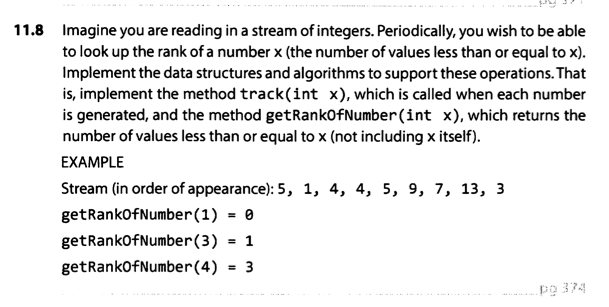 11.8 Imagine you are reading in a stream of integers. Periodically, you wish to be able
to look up the rank of a number x (the number of values less than or equal to x).
Implement the data structures and algorithms to support these operations. That
is, implement the method track(int x), which is called when each number
is generated, and the method getRankOfNumber(int x), which returns the
number of values less than or equal to x (not including x itself).
EXAMPLE
Stream (in order of appearance): 5, 1, 4, 4, 5, 9, 7, 13, 3
getRankOfNumber(1) = 0
getRankOfNumber(3) = 1
getRankOfNumber(4) = 3
pg 374